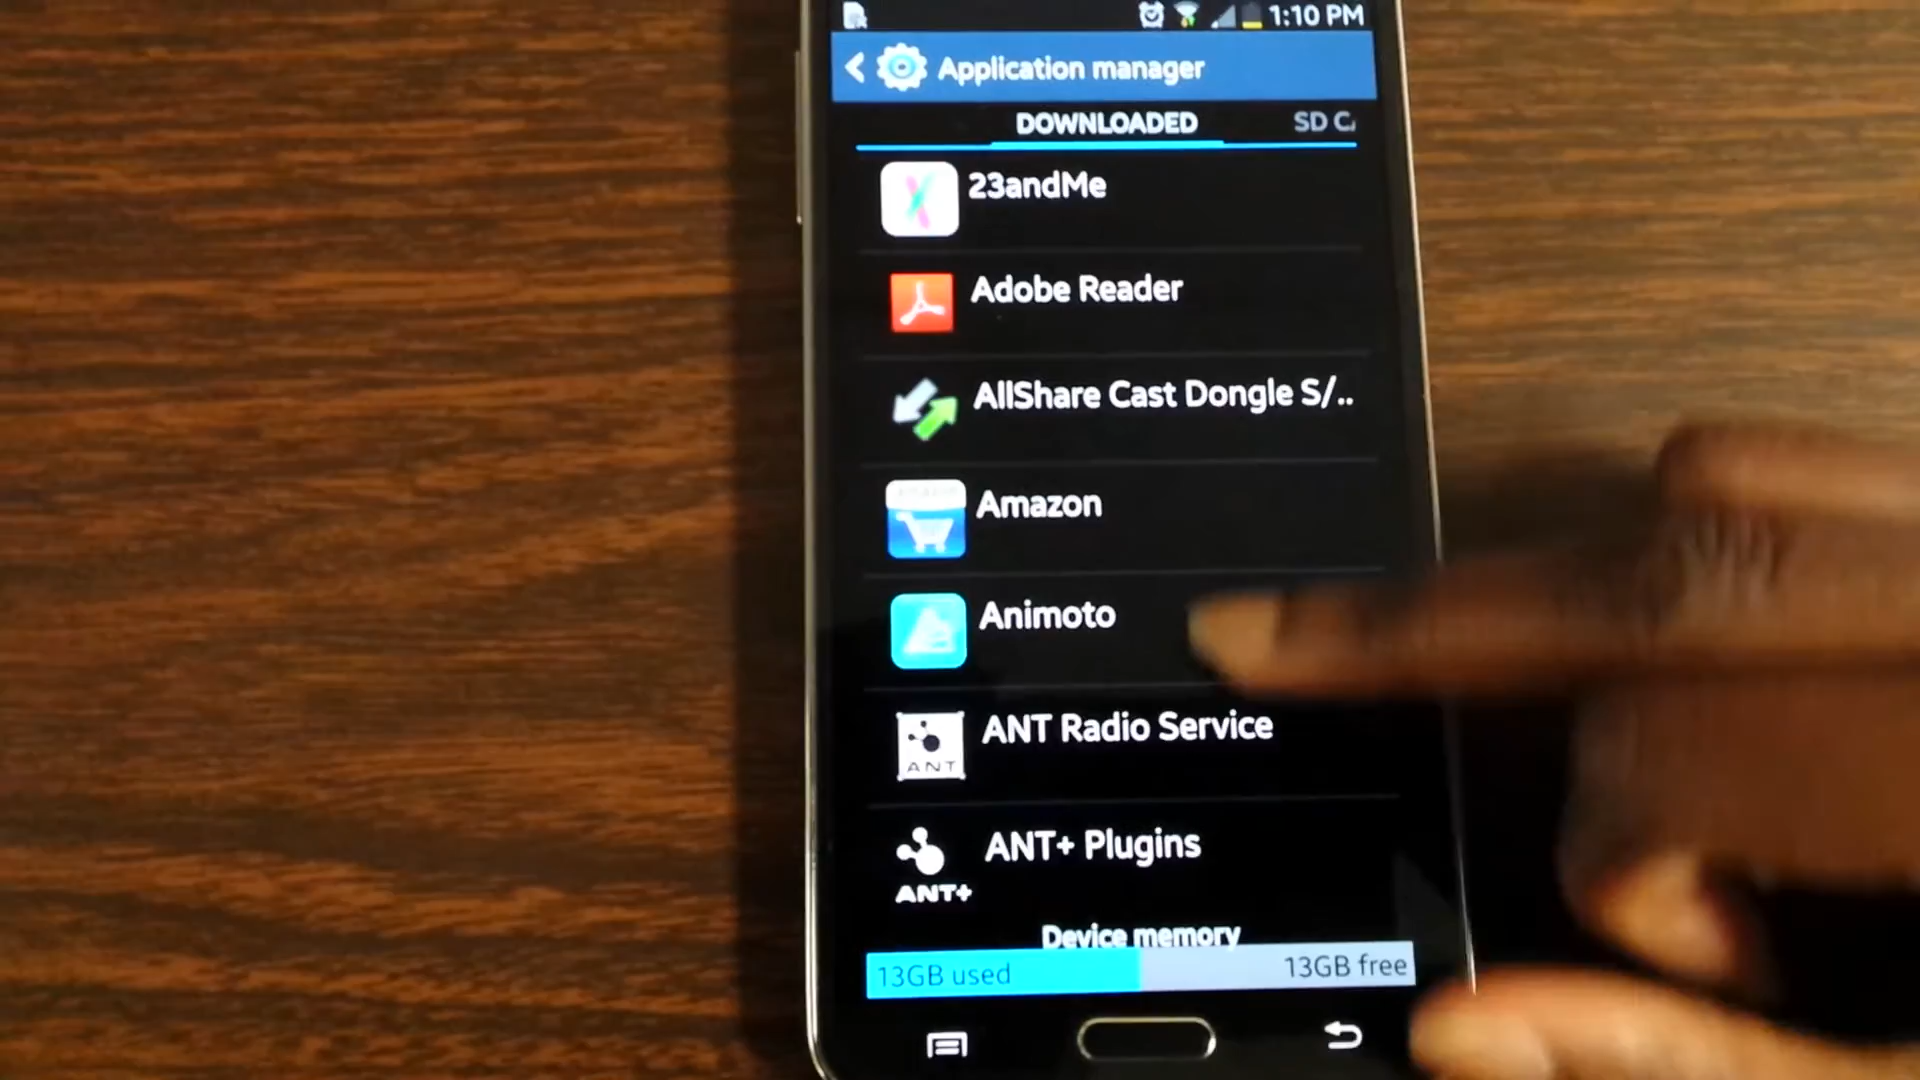 1:10 PM
Application manager
DOWNLOADED SD C
23andMe
Adobe Reader
AllShare Cast Dongle S/..
Amazon
Animoto
ANT Radio Service
ANT
ANT+ Plugins
ANT+
Device memory
13GB used 13GB free